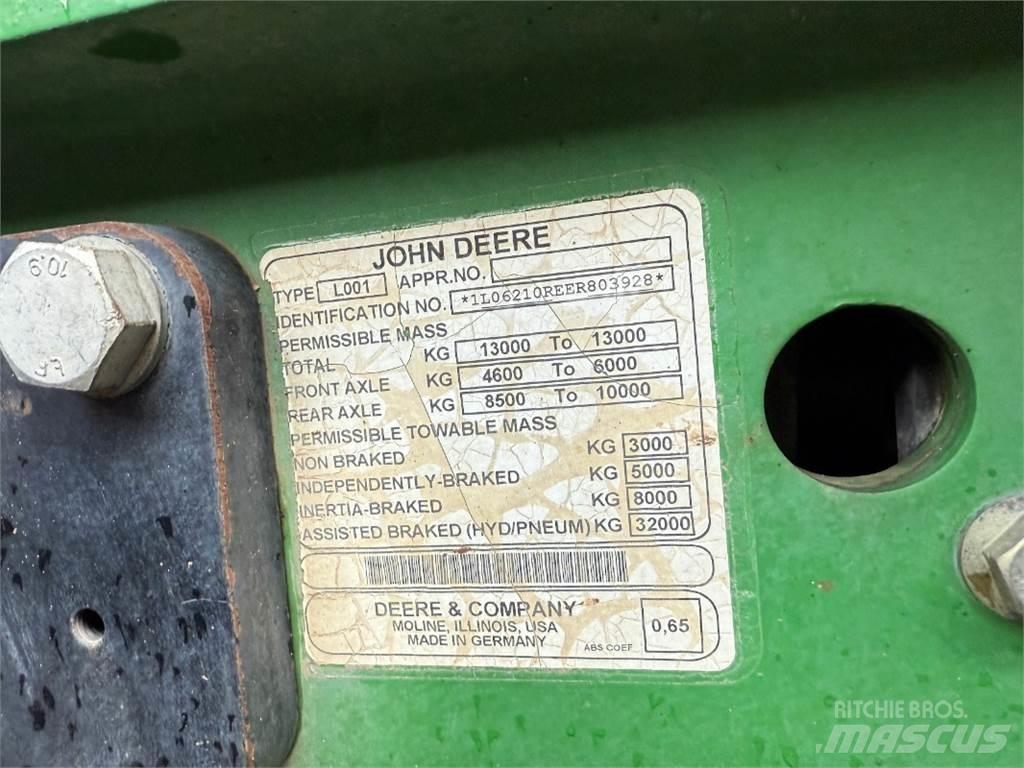 10.9
JOHN DEERE
TYPE L001 APPR.NO.
IDENTIFICATION NO. *1L06210REER803928*
PERMISSIBLE MASS
TOTAL KG 13000 To 13000
FRONT AXLE KG 4600 To 6000
REAR AXLE KG 8500 To 10000
PERMISSIBLE TOWABLE MASS
NON BRAKED KG 3000
INDEPENDENTLY-BRAKED KG 5000
INERTIA-BRAKED KG 8000
ASSISTED BRAKED (HYD/PNEUM) KG 32000
DEERE & COMPANY
MOLINE, ILLINOIS, USA
MADE IN GERMANY
ABS COEF 0,65
RITCHIE BROS.
MASCUS